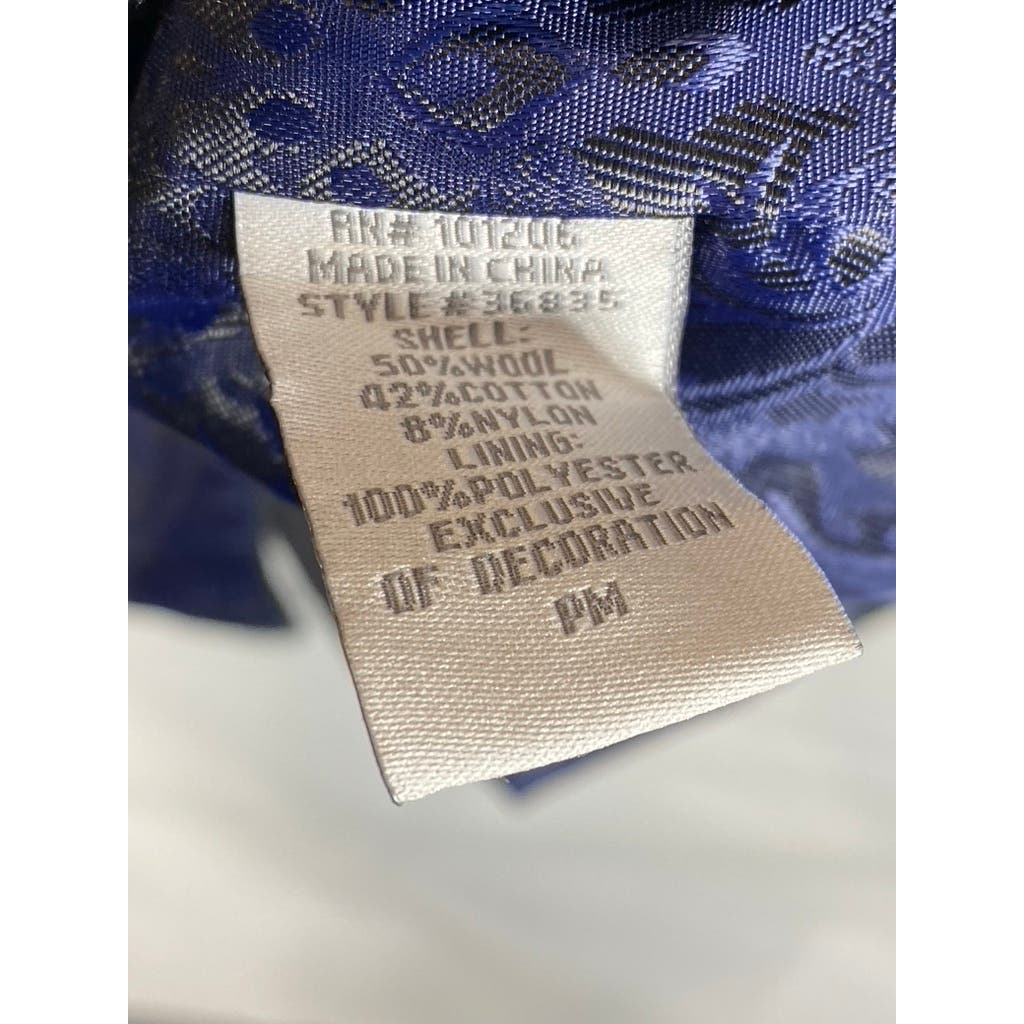 RN# 101206
MADE IN CHINA
STYLE #36835
SHELL:
50%WOOL
42%COTTON
8%NYLON
LINING:
100%POLYESTER
EXCLUSIVE
OF DECORATION
PM